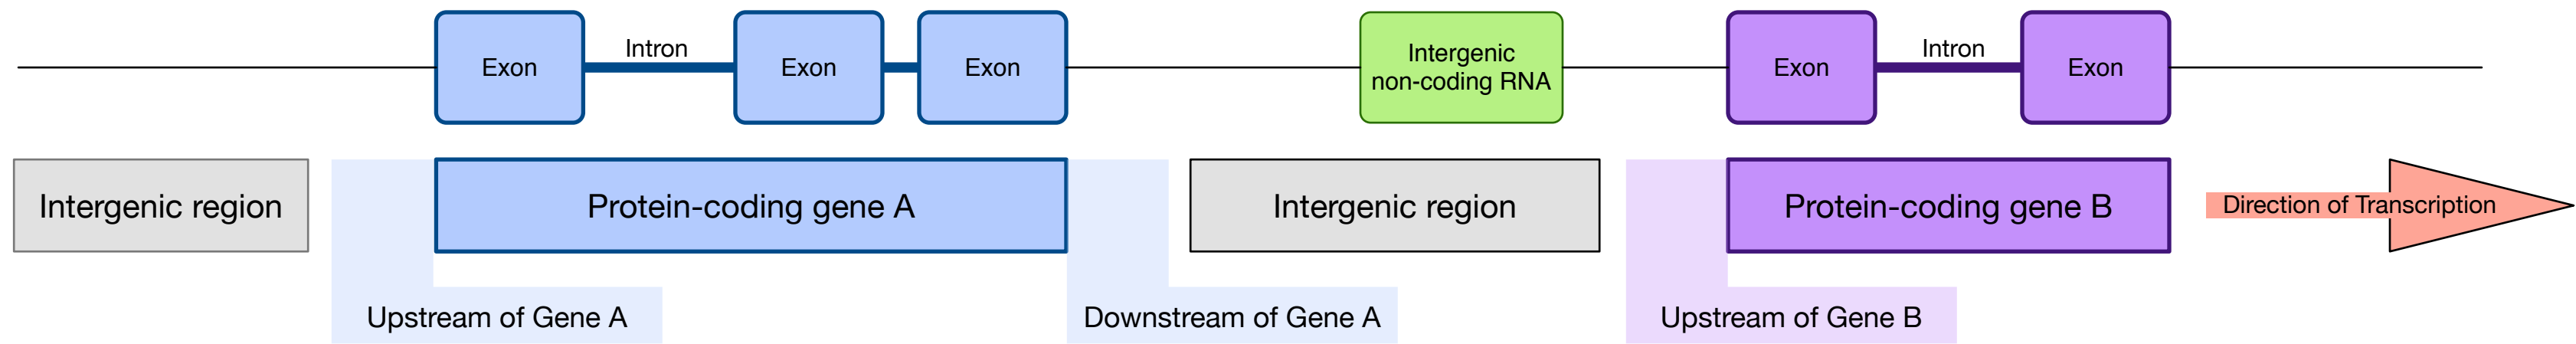 Exon
Intron
Exon
Exon
Intergenic
non-coding RNA
Exon
Intron
Exon
Intergenic region
Protein-coding gene A
Intergenic region
Protein-coding gene B
Direction of Transcription
Upstream of Gene A
Downstream of Gene A
Upstream of Gene B